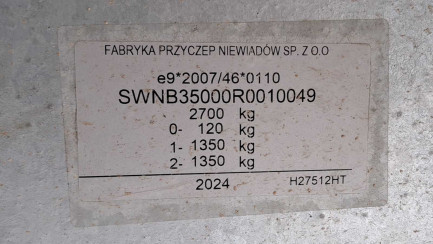 FABRYKA PRZYCZEP NIEWIADÓW SP. Z O.O
e9*2007/46*0110
SWNB35000R0010049
2700 kg
0- 120 kg
1- 1350 kg
2- 1350 kg
2024 H27512HT